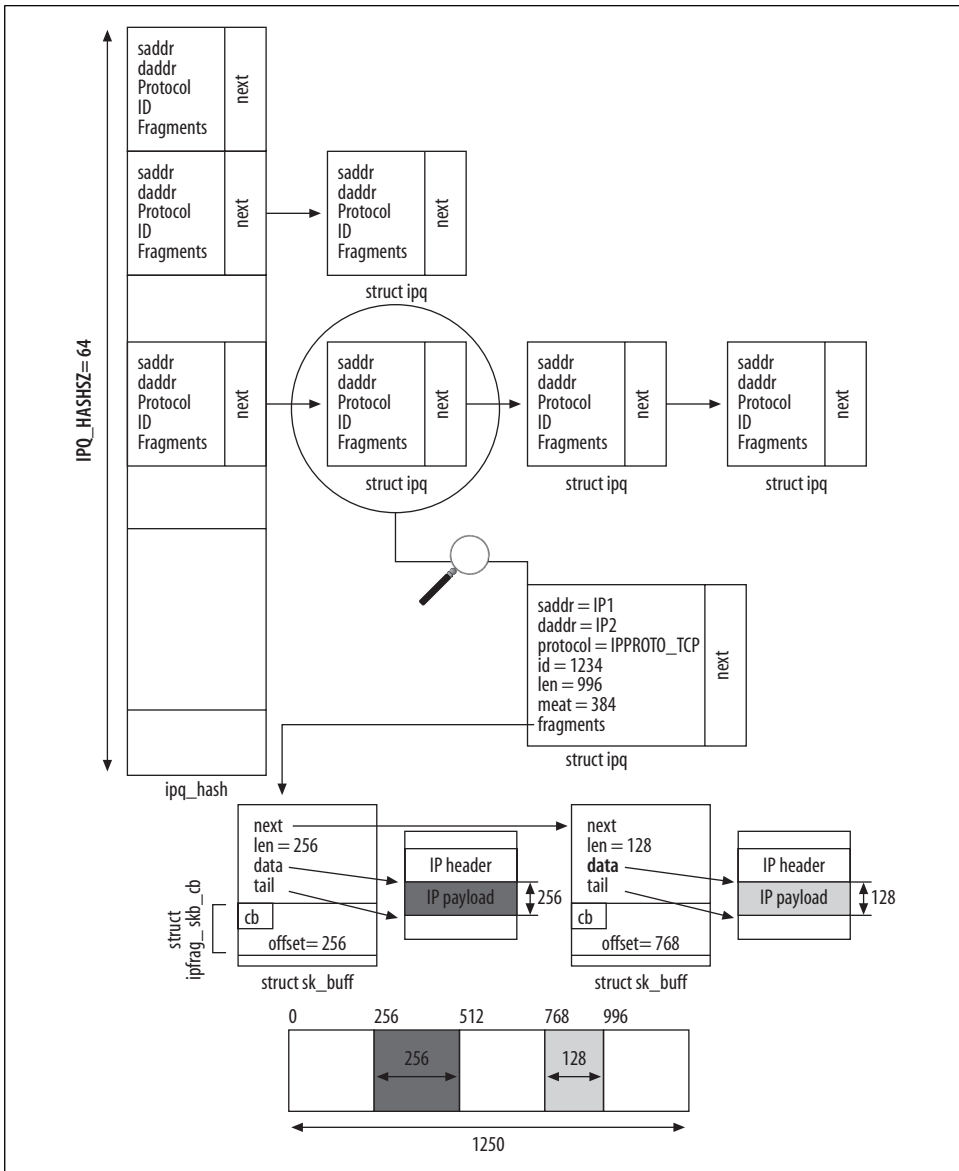 saddr
daddr
Protocol
ID
Fragments
next
saddr
daddr
Protocol
ID
Fragments
next
saddr
daddr
Protocol
ID
Fragments
next
struct ipq
IPQ_HASHSZ= 64
saddr
daddr
Protocol
ID
Fragments
next
saddr
daddr
Protocol
ID
Fragments
next
struct ipq
saddr
daddr
Protocol
ID
Fragments
next
struct ipq
saddr
daddr
Protocol
ID
Fragments
next
struct ipq
saddr = IP1
daddr = IP2
protocol = IPPROTO_TCP
id = 1234
len = 996
meat = 384
fragments
next
struct ipq
ipq_hash
next
len = 256
data
tail
cb
offset= 256
struct
ipfrag_ skb_cb
struct sk_buff
IP header
IP payload
256
next
len = 128
data
tail
cb
offset= 768
struct sk_buff
IP header
IP payload
128
0 256 512 768 996
256 128
1250